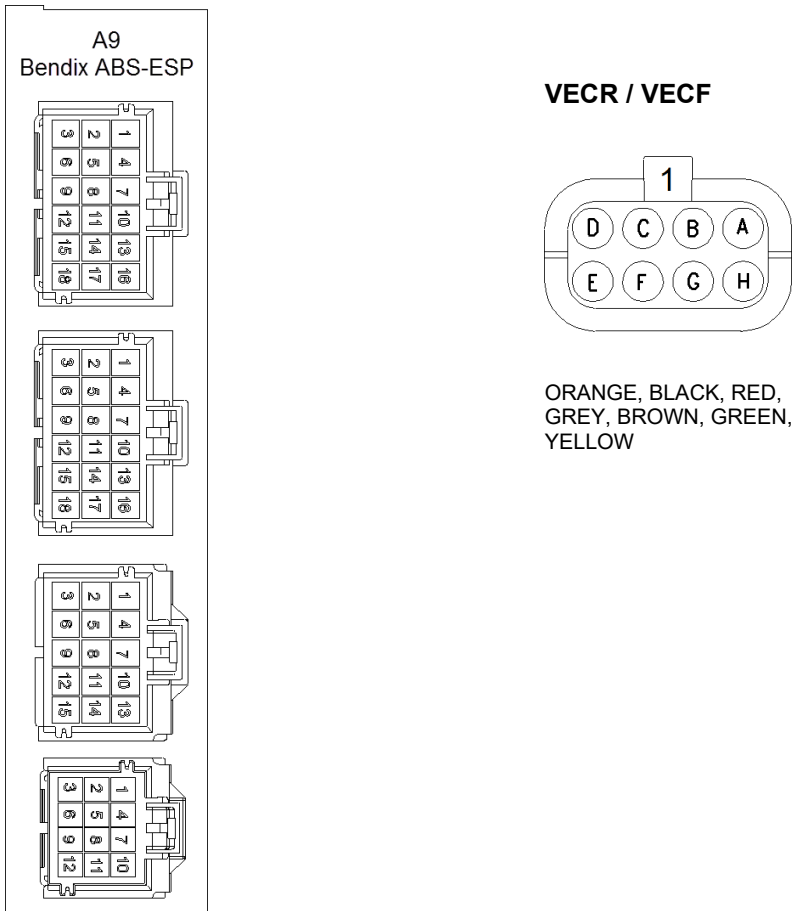 A9
Bendix ABS-ESP
3 2 1
6 5 4
9 8 7
12 11 10
15 14 13
18 17 16
3 2 1
6 5 4
9 8 7
12 11 10
15 14 13
18 17 16
3 2 1
6 5 4
9 8 7
12 11 10
15 14 13
3 2 1
6 5 4
9 8 7
12 11 10
VECR / VECF
1
D C B A
E F G H
ORANGE, BLACK, RED,
GREY, BROWN, GREEN,
YELLOW